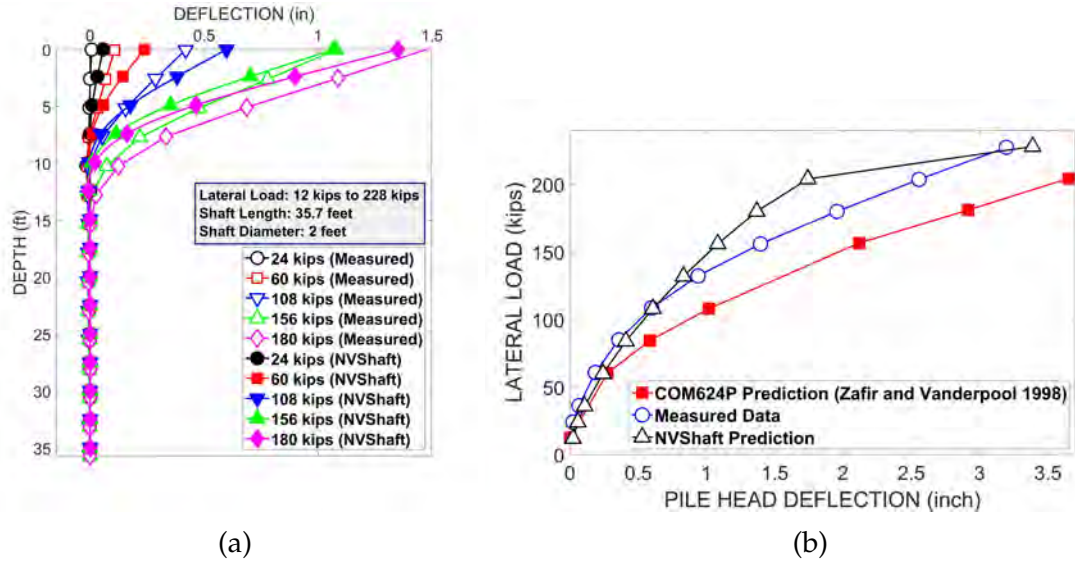 DEFLECTION (in)
0 0.5 1 1.5
0
5
10
15
20
25
30
35
DEPTH (ft)
Lateral Load: 12 kips to 228 kips
Shaft Length: 35.7 feet
Shaft Diameter: 2 feet
24 kips (Measured)
60 kips (Measured)
108 kips (Measured)
156 kips (Measured)
180 kips (Measured)
24 kips (NVShaft)
60 kips (NVShaft)
108 kips (NVShaft)
156 kips (NVShaft)
180 kips (NVShaft)
(a)
LATERAL LOAD (kips)
200
150
100
50
0
COM624P Prediction (Zafir and Vanderpool 1998)
Measured Data
NVShaft Prediction
0 0.5 1 1.5 2 2.5 3 3.5
PILE HEAD DEFLECTION (inch)
(b)